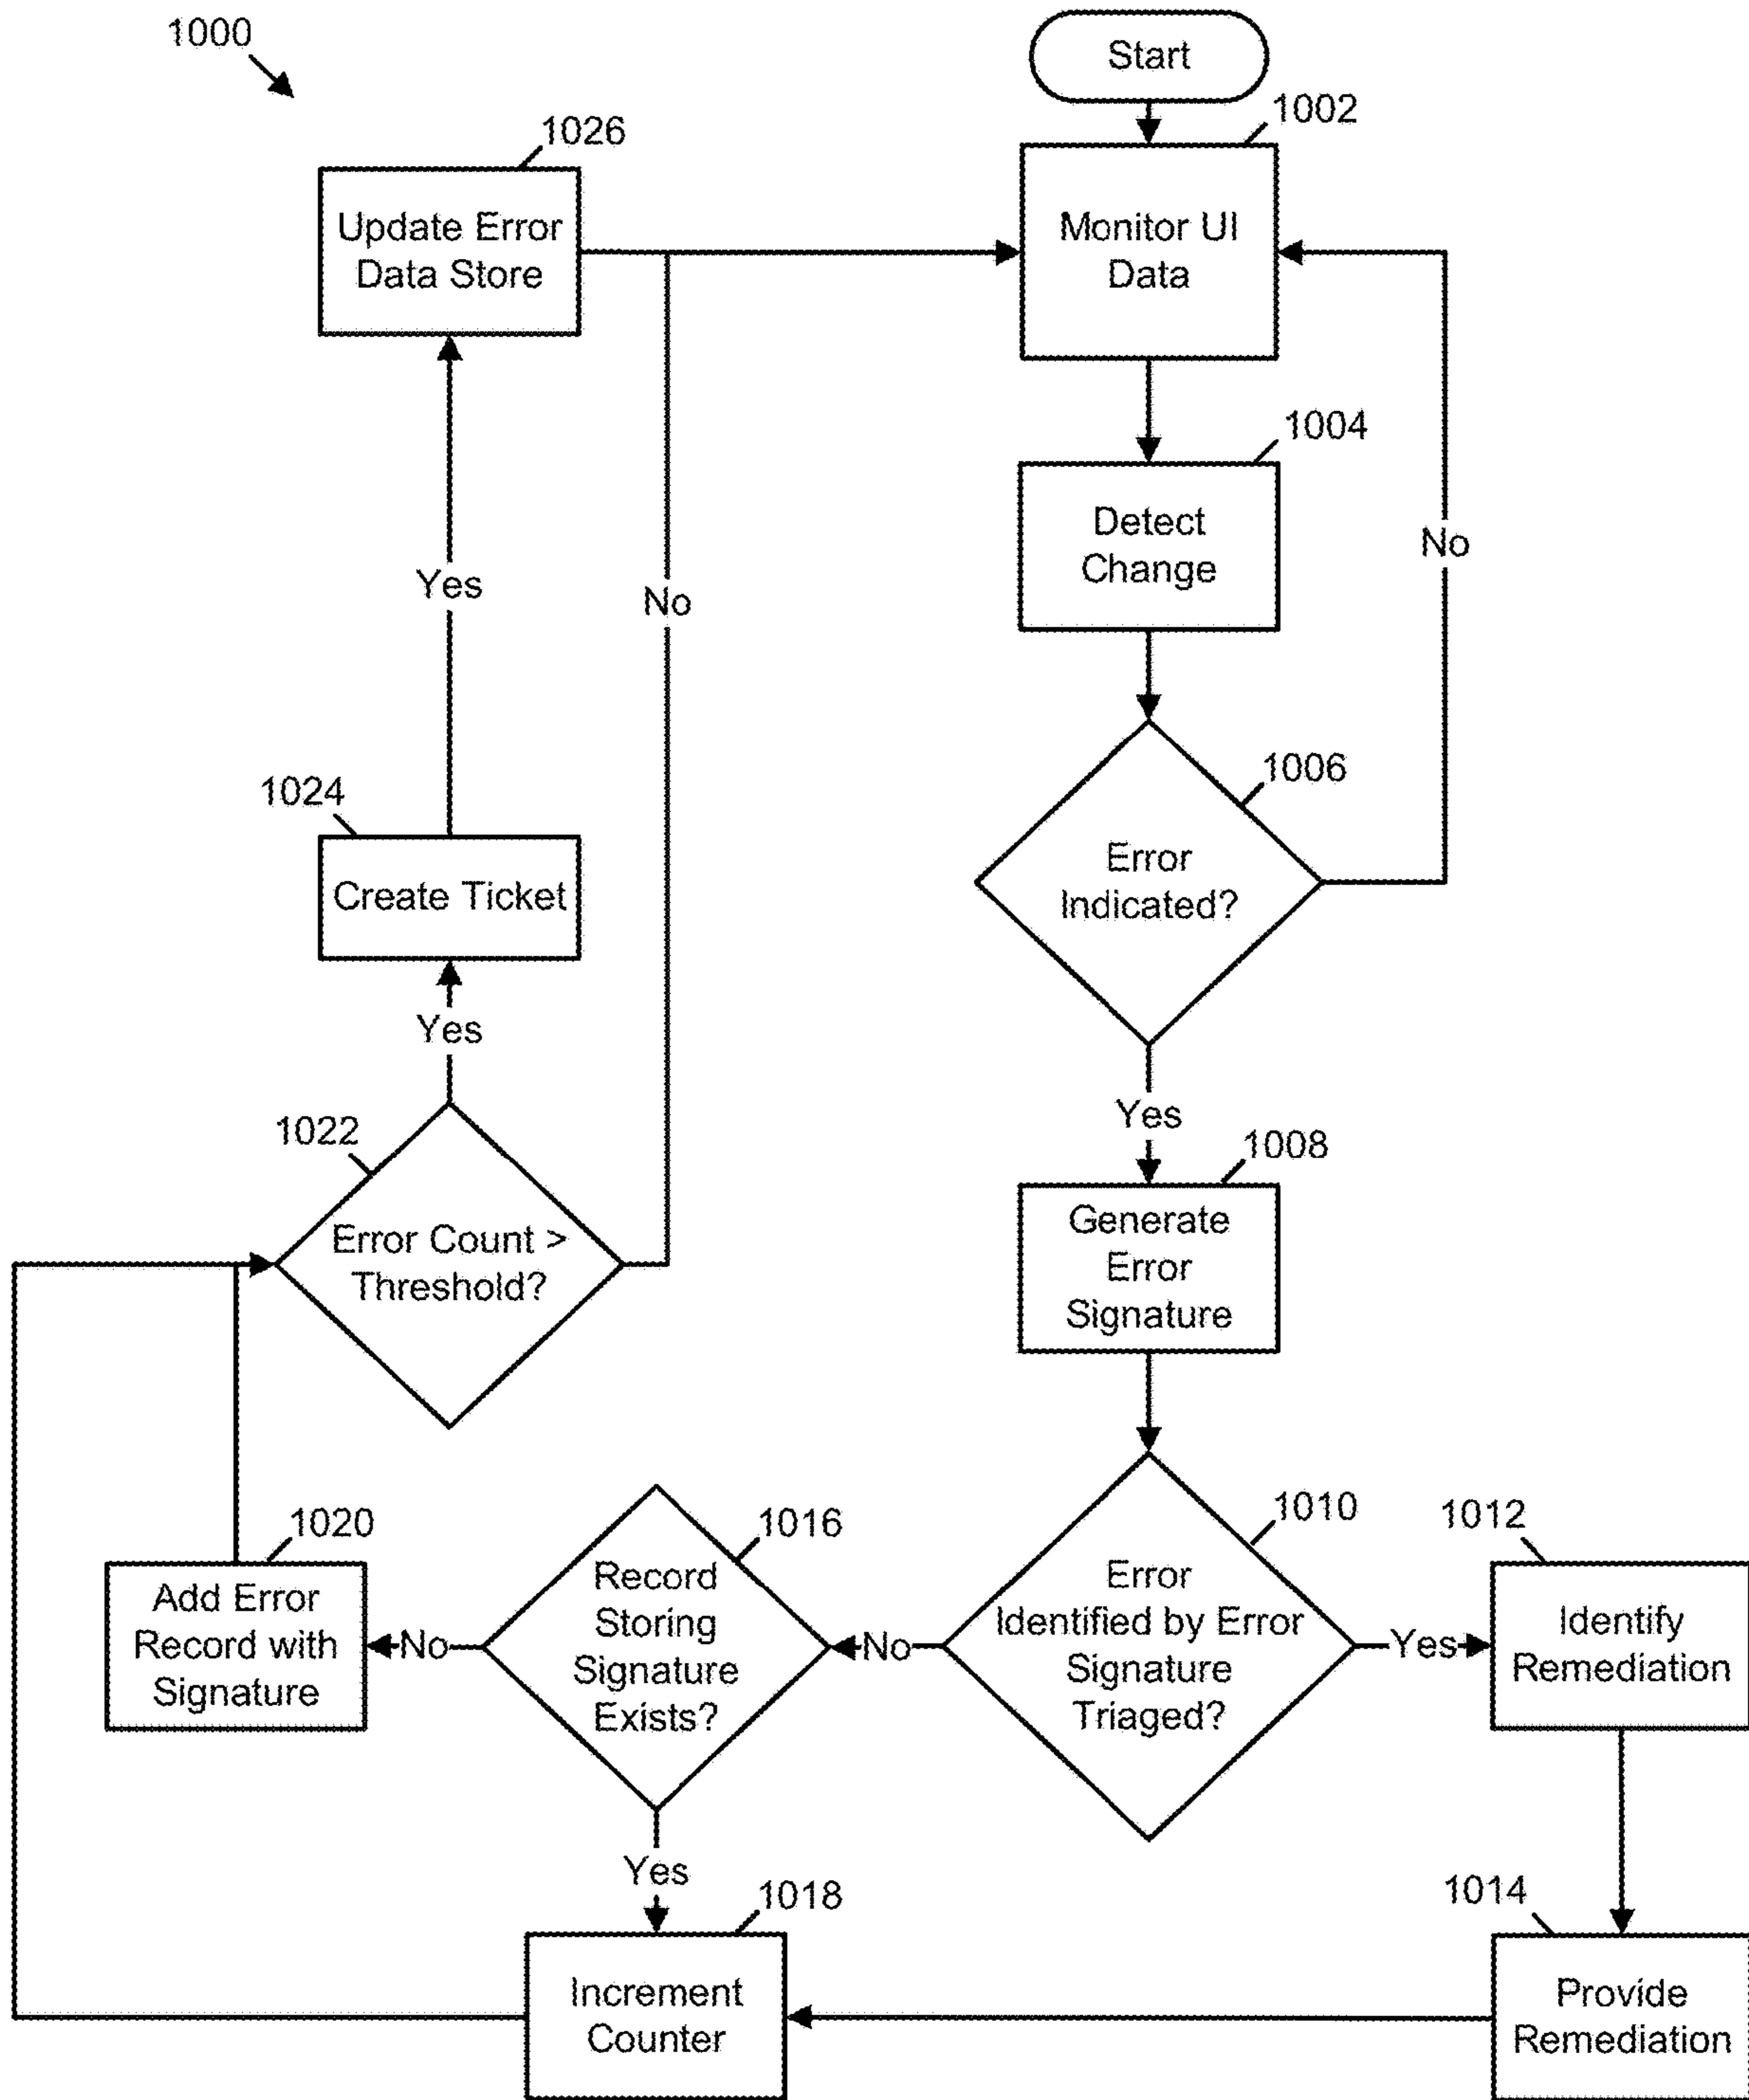 1000
Start
1002
1026
Update Error
Data Store
Monitor UI
Data
1004
Detect
Change
No
Yes
No
1006
1024
Error
Indicated?
Create Ticket
Yes
Yes
1022
1008
Generate
Error
Signature
Error Count >
Threshold?
1020
1016
1010
1012
Add Error
Record with
Signature
No
Record
Storing
Signature
Exists?
No
Error
Identified by Error
Signature
Triaged?
Yes
Identify
Remediation
Yes
1018
1014
Increment
Counter
Provide
Remediation